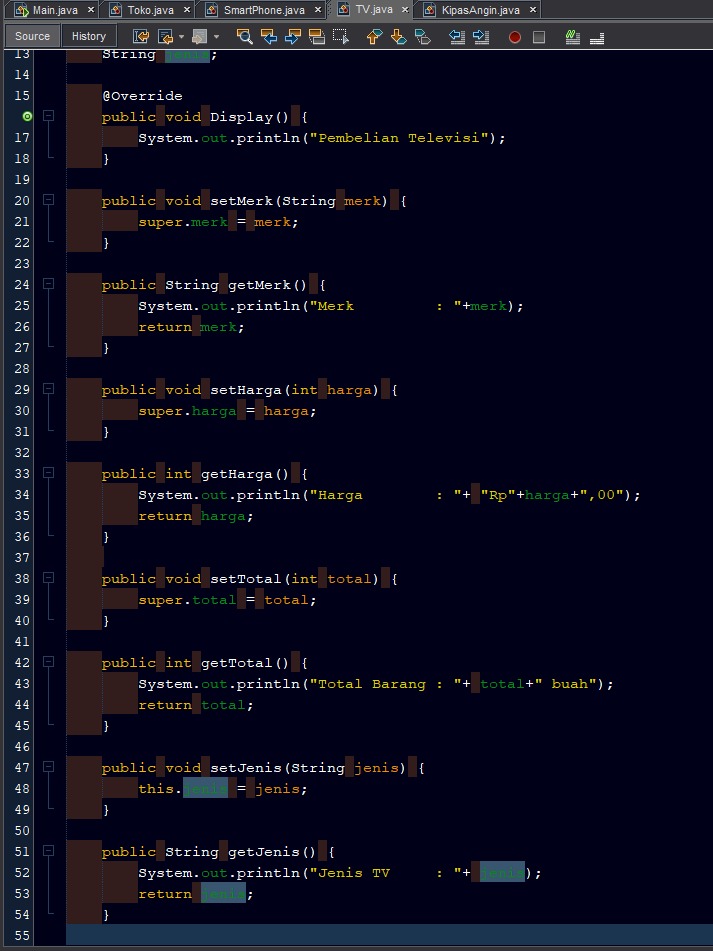 Main.java Toko.java SmartPhone.java TV.java KipasAngin.java
Source History
13 String jenis;
14
15 @Override
public void Display() {
17 System.out.println("Pembelian Televisi");
18 }
19
20 public void setMerk(String merk) {
21 super.merk = merk;
22 }
23
24 public String getMerk() {
25 System.out.println("Merk         : "+merk);
26 return merk;
27 }
28
29 public void setHarga(int harga) {
30 super.harga = harga;
31 }
32
33 public int getHarga() {
34 System.out.println("Harga        : "+ "Rp"+harga+",00");
35 return harga;
36 }
37
38 public void setTotal(int total) {
39 super.total = total;
40 }
41
42 public int getTotal() {
43 System.out.println("Total Barang : "+ total+" buah");
44 return total;
45 }
46
47 public void setJenis(String jenis) {
48 this.jenis = jenis;
49 }
50
51 public String getJenis() {
52 System.out.println("Jenis TV     : "+ jenis);
53 return jenis;
54 }
55